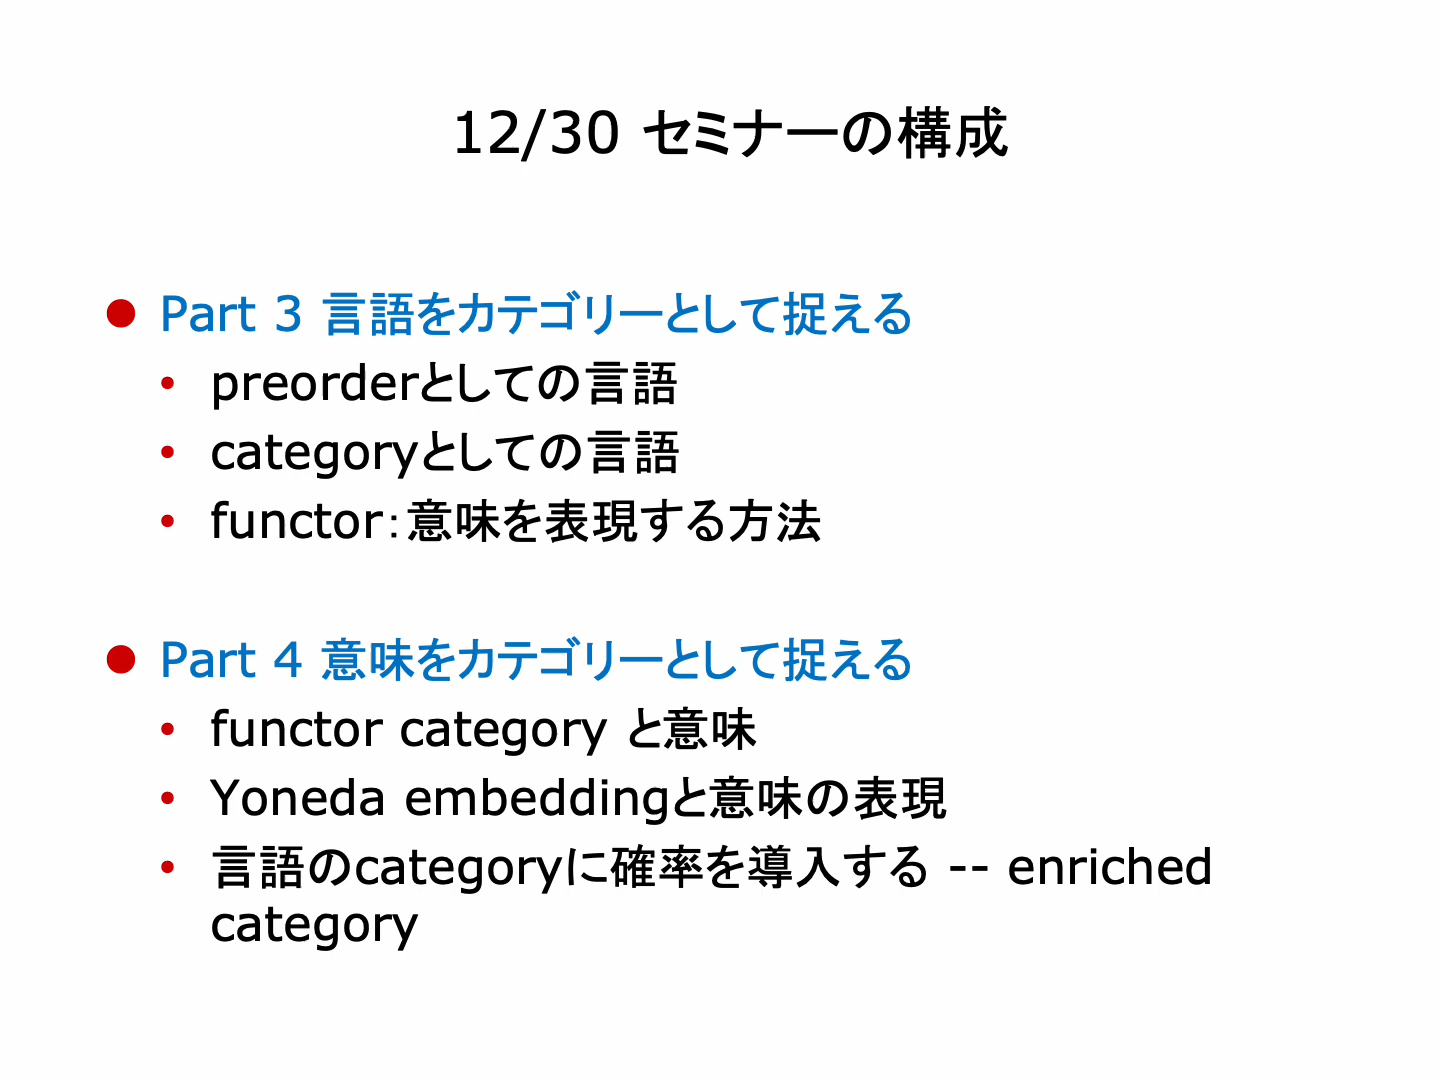 12/30 セミナーの構成
● Part 3 言語をカテゴリーとして捉える
• preorderとしての言語
• categoryとしての言語
• functor：意味を表現する方法
● Part 4 意味をカテゴリーとして捉える
• functor category と意味
• Yoneda embeddingと意味の表現
• 言語のcategoryに確率を導入する -- enriched
category